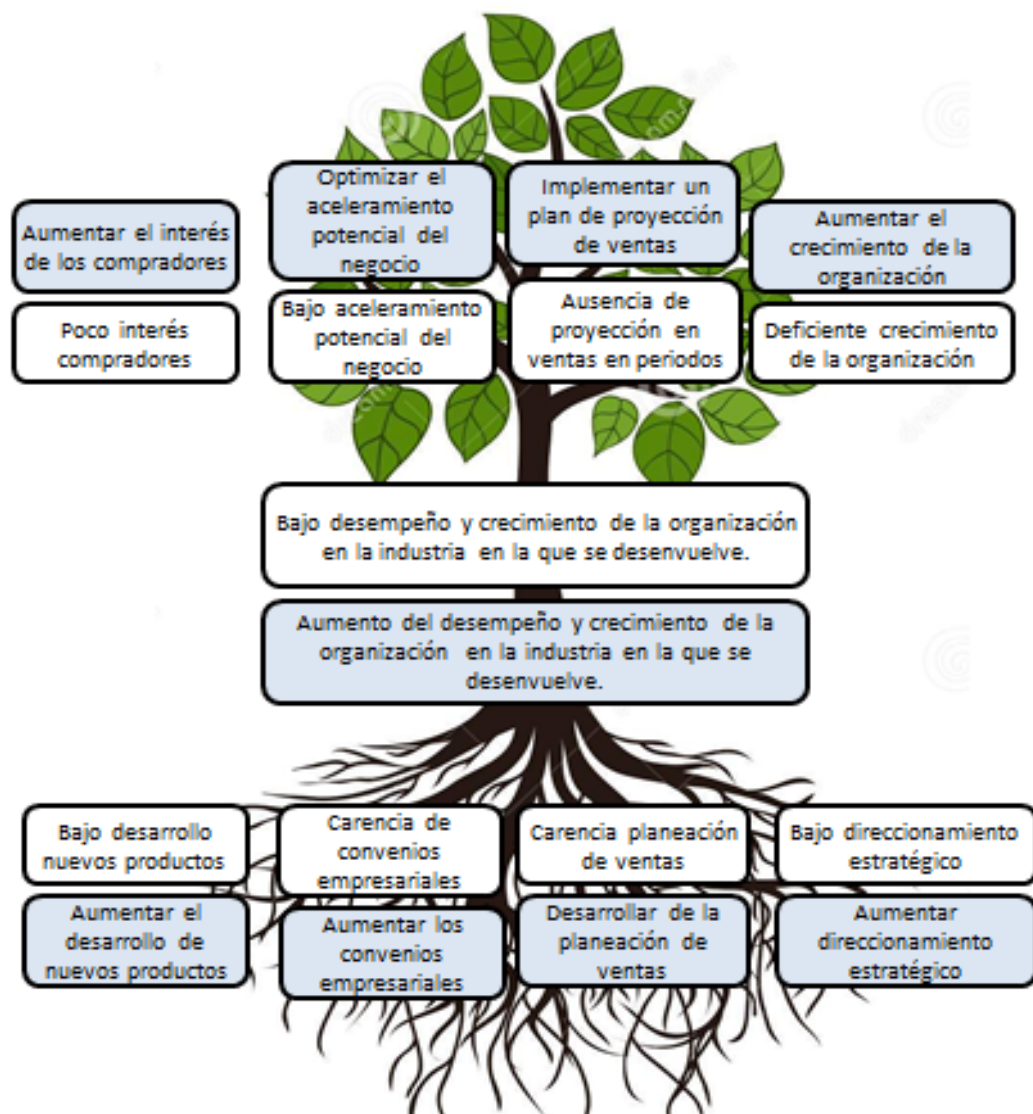 Aumentar el interés
de los compradores
Optimizar el
aceleramiento
potencial del
negocio
Implementar un
plan de proyección
de ventas
Aumentar el
crecimiento de la
organización
Poco interés
compradores
Bajo aceleramiento
potencial del
negocio
Ausencia de
proyección en
ventas en periodos
Deficiente crecimiento
de la organización
Bajo desempeño y crecimiento de la organización
en la industria en la que se desenvuelve.
Aumento del desempeño y crecimiento de la
organización en la industria en la que se
desenvuelve.
Bajo desarrollo
nuevos productos
Carencia de
convenios
empresariales
Carencia planeación
de ventas
Bajo direccionamiento
estratégico
Aumentar el
desarrollo de
nuevos productos
Aumentar los
convenios
empresariales
Desarrollar de la
planeación de
ventas
Aumentar
direccionamiento
estratégico